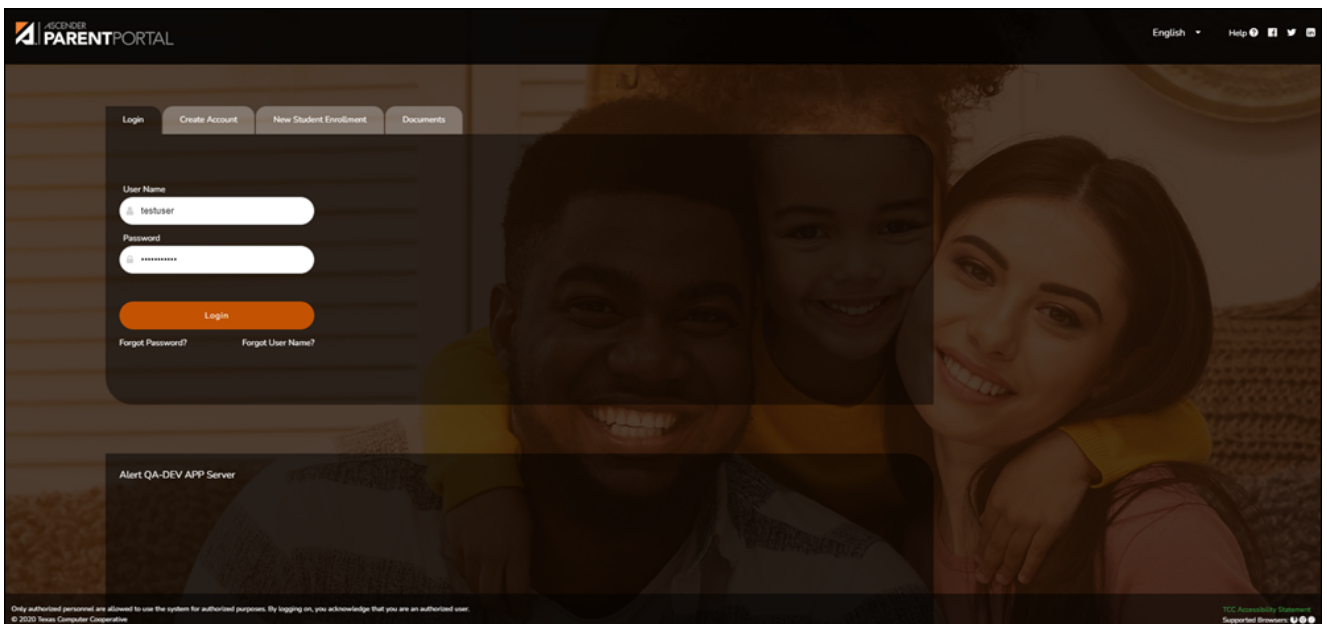 ASCENDER
PARENTPORTAL
English
Help
Login
Create Account
New Student Enrollment
Documents
User Name
testuser
Password
Login
Forgot Password?
Forgot User Name?
Alert QA-DEV APP Server
Only authorized personnel are allowed to use the system for authorized purposes. By logging on, you acknowledge that you are an authorized user.
© 2020 Texas Computer Cooperative
TCC Accessibility Statement
Supported Browsers: